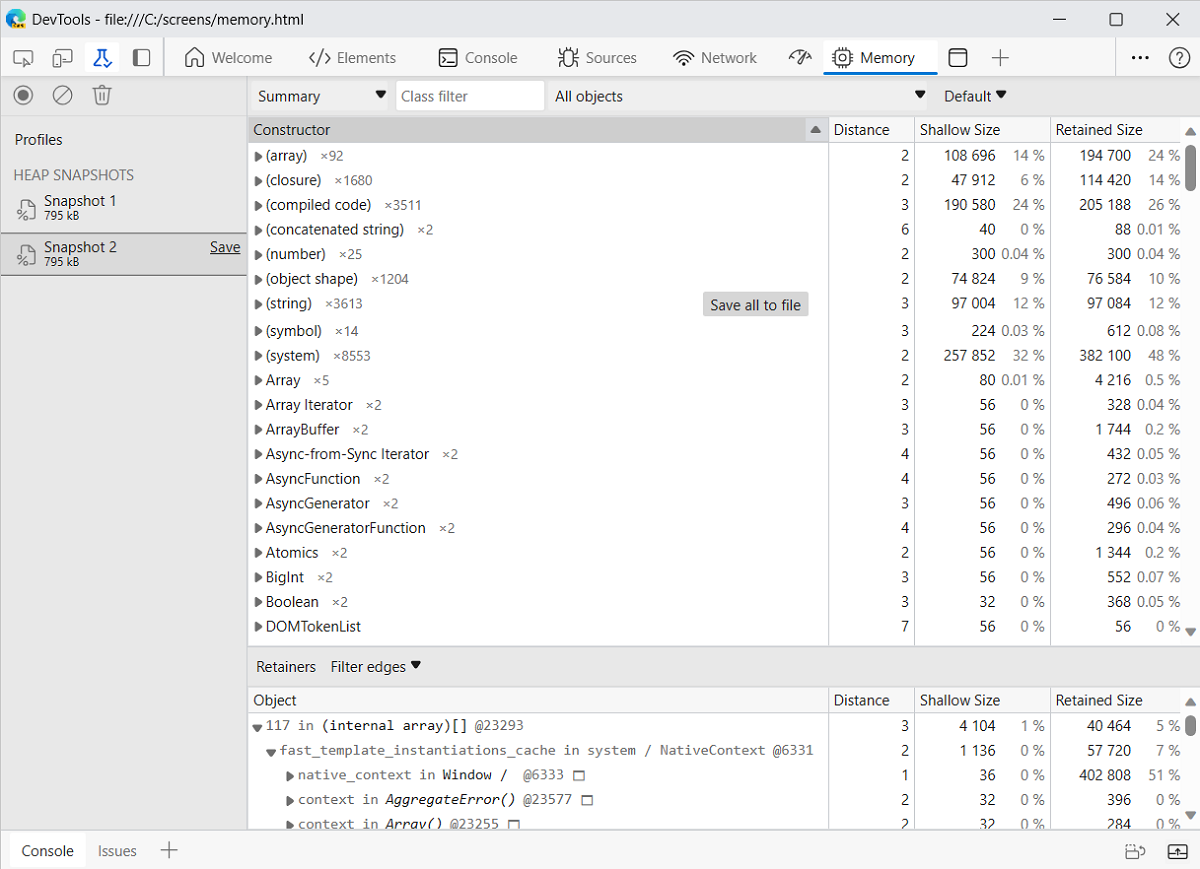 DevTools - file:///C:/screens/memory.html
Welcome Elements Console Sources Network Memory
Summary Class filter All objects Default
Profiles
HEAP SNAPSHOTS
Snapshot 1
795 kB
Snapshot 2 Save
795 kB
Constructor Distance Shallow Size Retained Size
(array) ×92 2 108 696 14 % 194 700 24 %
(closure) ×1680 2 47 912 6 % 114 420 14 %
(compiled code) ×3511 3 190 580 24 % 205 188 26 %
(concatenated string) ×2 6 40 0 % 88 0.01 %
(number) ×25 2 300 0.04 % 300 0.04 %
(object shape) ×1204 2 74 824 9 % 76 584 10 %
(string) ×3613 Save all to file 3 97 004 12 % 97 084 12 %
(symbol) ×14 3 224 0.03 % 612 0.08 %
(system) ×8553 2 257 852 32 % 382 100 48 %
Array ×5 2 80 0.01 % 4 216 0.5 %
Array Iterator ×2 3 56 0 % 328 0.04 %
ArrayBuffer ×2 3 56 0 % 1 744 0.2 %
Async-from-Sync Iterator ×2 4 56 0 % 432 0.05 %
AsyncFunction ×2 4 56 0 % 272 0.03 %
AsyncGenerator ×2 3 56 0 % 496 0.06 %
AsyncGeneratorFunction ×2 4 56 0 % 296 0.04 %
Atomics ×2 2 56 0 % 1 344 0.2 %
BigInt ×2 3 56 0 % 552 0.07 %
Boolean ×2 3 32 0 % 368 0.05 %
DOMTokenList 7 56 0 % 56 0 %
Retainers Filter edges
Object Distance Shallow Size Retained Size
117 in (internal array)[] @23293 3 4 104 1 % 40 464 5 %
fast_template_instantiations_cache in system / NativeContext @6331 2 1 136 0 % 57 720 7 %
native_context in Window / @6333 1 36 0 % 402 808 51 %
context in AggregateError() @23577 2 32 0 % 396 0 %
context in Array() @23255 2 32 0 % 284 0 %
Console Issues